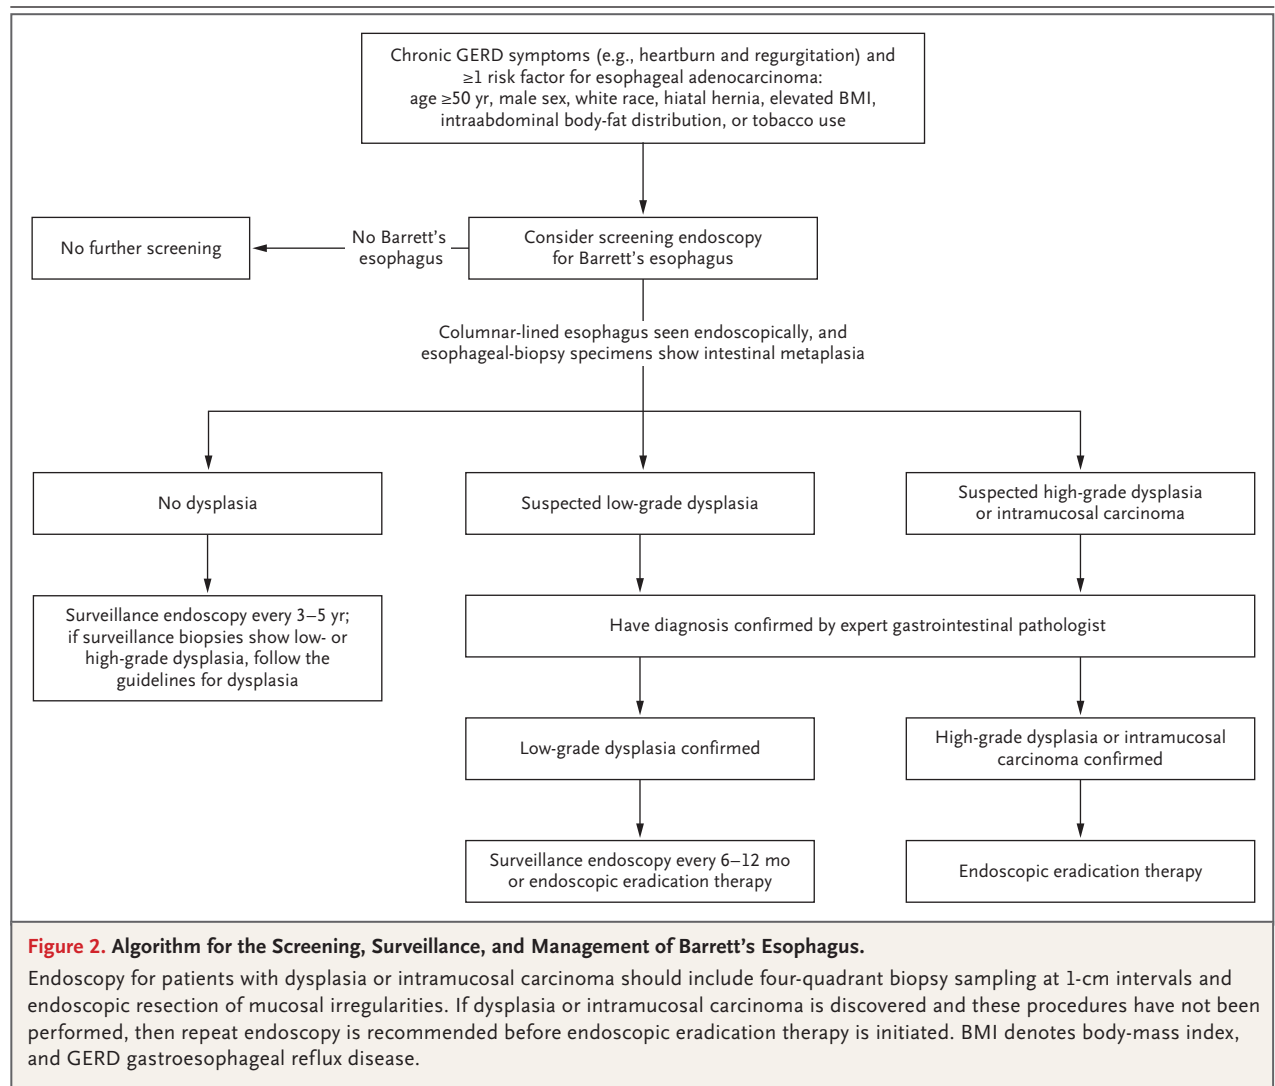 Chronic GERD symptoms (e.g., heartburn and regurgitation) and
≥1 risk factor for esophageal adenocarcinoma:
age ≥50 yr, male sex, white race, hiatal hernia, elevated BMI,
intraabdominal body-fat distribution, or tobacco use
No further screening
No Barrett's
esophagus
Consider screening endoscopy
for Barrett's esophagus
Columnar-lined esophagus seen endoscopically, and
esophageal-biopsy specimens show intestinal metaplasia
No dysplasia
Suspected low-grade dysplasia
Suspected high-grade dysplasia
or intramucosal carcinoma
Surveillance endoscopy every 3–5 yr;
if surveillance biopsies show low- or
high-grade dysplasia, follow the
guidelines for dysplasia
Have diagnosis confirmed by expert gastrointestinal pathologist
Low-grade dysplasia confirmed
High-grade dysplasia or intramucosal
carcinoma confirmed
Surveillance endoscopy every 6–12 mo
or endoscopic eradication therapy
Endoscopic eradication therapy
Figure 2. Algorithm for the Screening, Surveillance, and Management of Barrett's Esophagus.
Endoscopy for patients with dysplasia or intramucosal carcinoma should include four-quadrant biopsy sampling at 1-cm intervals and
endoscopic resection of mucosal irregularities. If dysplasia or intramucosal carcinoma is discovered and these procedures have not been
performed, then repeat endoscopy is recommended before endoscopic eradication therapy is initiated. BMI denotes body-mass index,
and GERD gastroesophageal reflux disease.